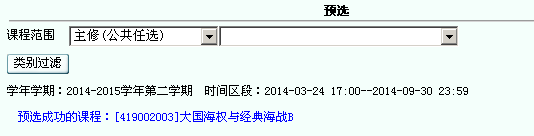 预选
课程范围 主修(公共任选)
类别过滤
学年学期：2014-2015学年第二学期 时间区段：2014-03-24 17:00--2014-09-30 23:59
预选成功的课程：[419002003]大国海权与经典海战B